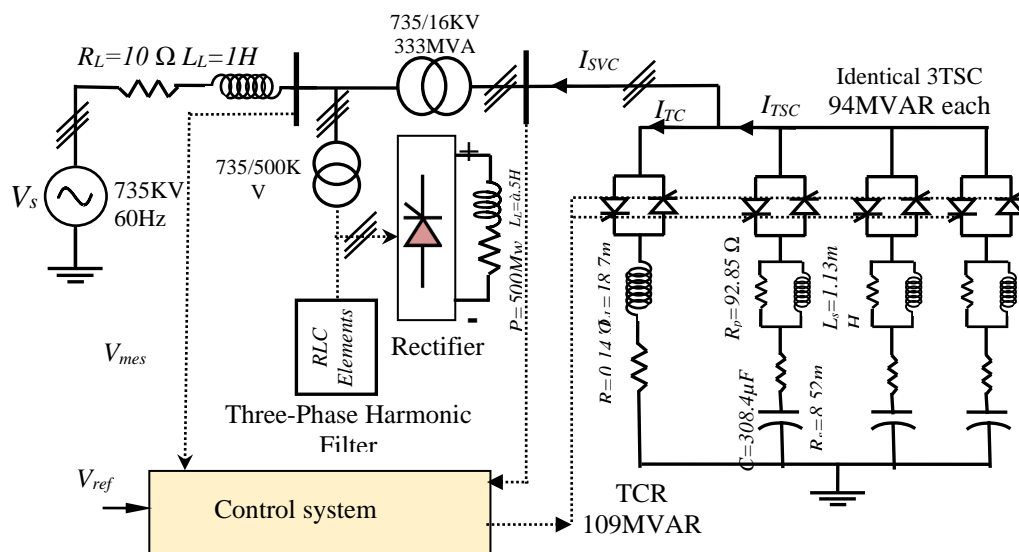 735/16KV
333MVA
R_L=10 Ω L_L=1H
I_SVC
Identical 3TSC
94MVAR each
I_TC
I_TSC
735/500K
V
V_s
735KV
60Hz
+
-
P=500Mw
Rectifier
RLC
Elements
Three-Phase Harmonic
Filter
V_mes
V_ref
Control system
R_p=92.85 Ω
L_s=1.13m
H
C=308.4μF
TCR
109MVAR